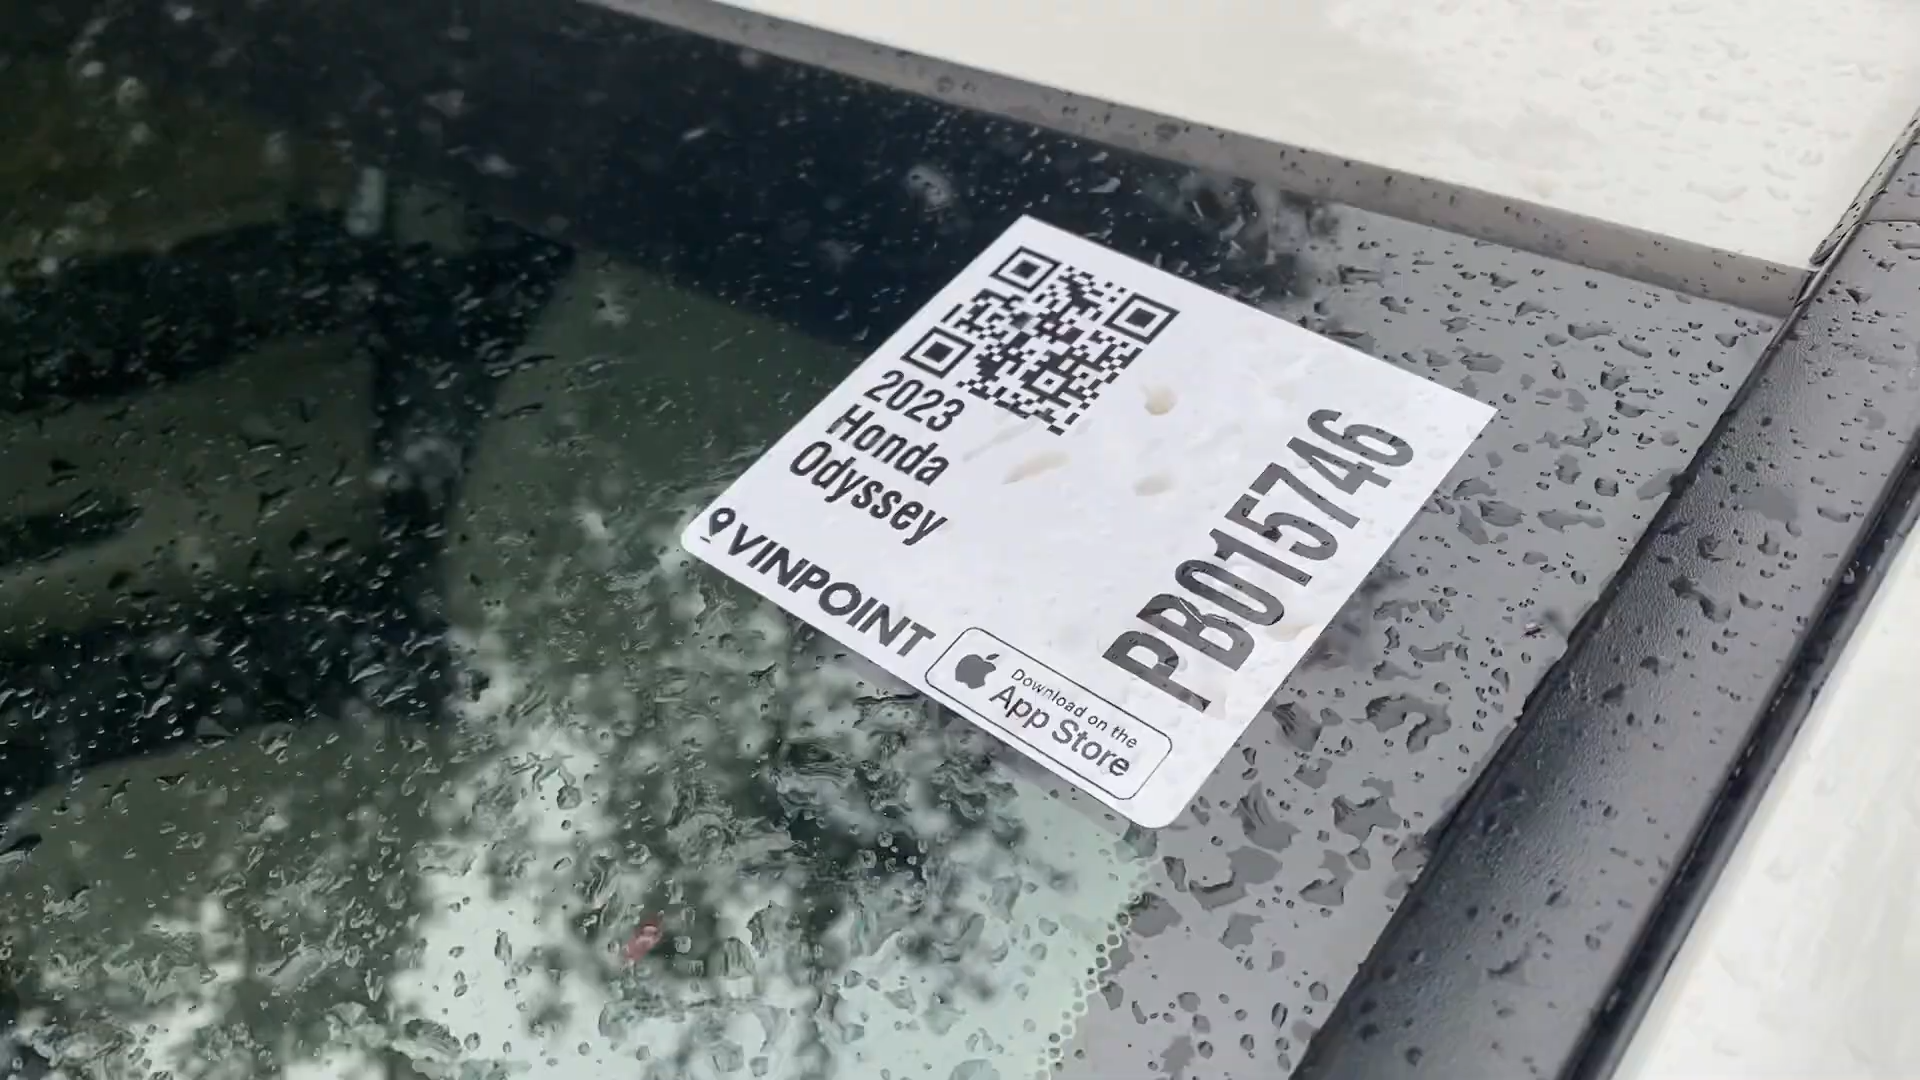 2023
Honda
Odyssey
VINPOINT
Download on the
App Store
PB015746